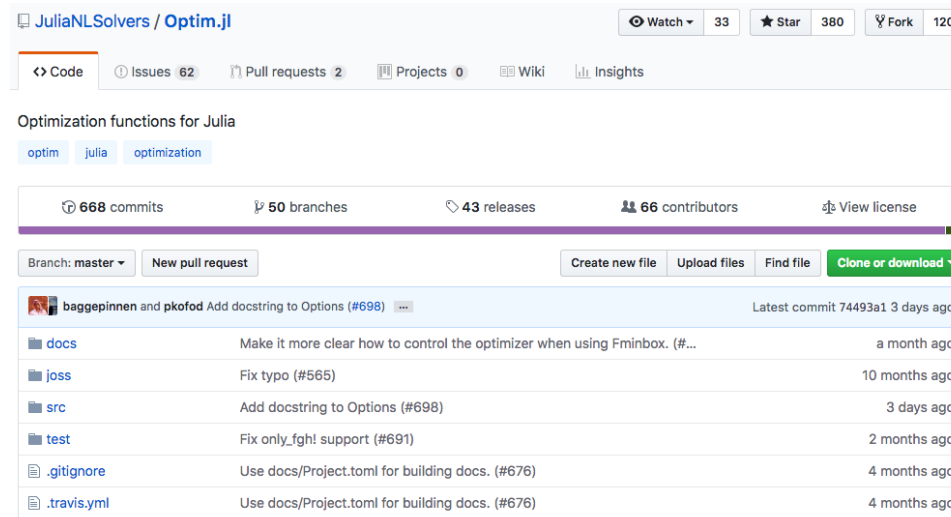 JuliaNLSolvers / Optim.jl
Watch 33 Star 380 Fork 120
Code Issues 62 Pull requests 2 Projects 0 Wiki Insights
Optimization functions for Julia
optim julia optimization
668 commits 50 branches 43 releases 66 contributors View license
Branch: master New pull request Create new file Upload files Find file Clone or download
baggepinnen and pkofod Add docstring to Options (#698) ... Latest commit 74493a1 3 days ago
docs Make it more clear how to control the optimizer when using Fminbox. (#... a month ago
joss Fix typo (#565) 10 months ago
src Add docstring to Options (#698) 3 days ago
test Fix only_fgh! support (#691) 2 months ago
.gitignore Use docs/Project.toml for building docs. (#676) 4 months ago
.travis.yml Use docs/Project.toml for building docs. (#676) 4 months ago